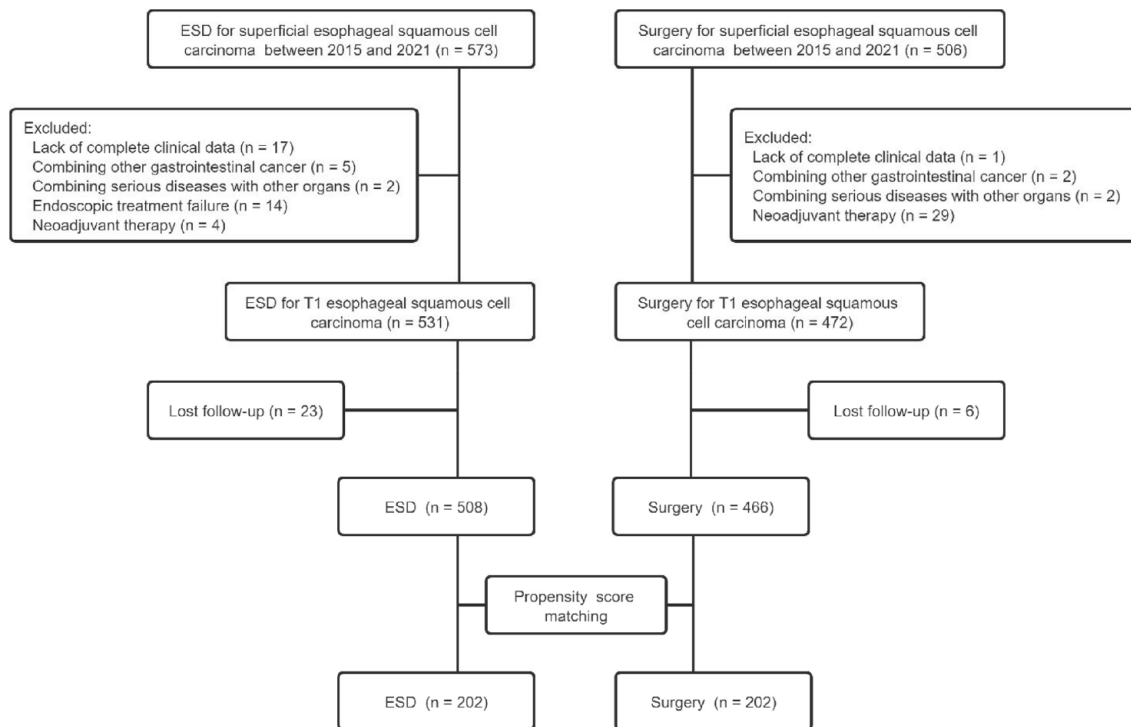 ESD for superficial esophageal squamous cell
carcinoma between 2015 and 2021 (n = 573)
Surgery for superficial esophageal squamous cell
carcinoma between 2015 and 2021 (n = 506)
Excluded:
Lack of complete clinical data (n = 17)
Combining other gastrointestinal cancer (n = 5)
Combining serious diseases with other organs (n = 2)
Endoscopic treatment failure (n = 14)
Neoadjuvant therapy (n = 4)
Excluded:
Lack of complete clinical data (n = 1)
Combining other gastrointestinal cancer (n = 2)
Combining serious diseases with other organs (n = 2)
Neoadjuvant therapy (n = 29)
ESD for T1 esophageal squamous cell
carcinoma (n = 531)
Surgery for T1 esophageal squamous
cell carcinoma (n = 472)
Lost follow-up (n = 23)
Lost follow-up (n = 6)
ESD (n = 508)
Surgery (n = 466)
Propensity score
matching
ESD (n = 202)
Surgery (n = 202)